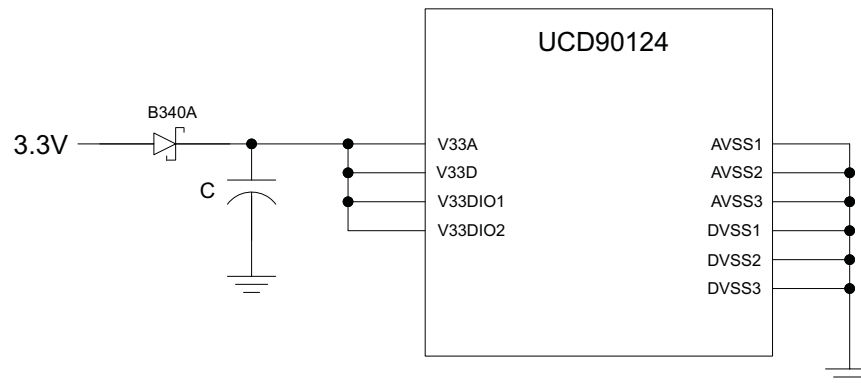 UCD90124
B340A
3.3V
C
V33A
V33D
V33DIO1
V33DIO2
AVSS1
AVSS2
AVSS3
DVSS1
DVSS2
DVSS3